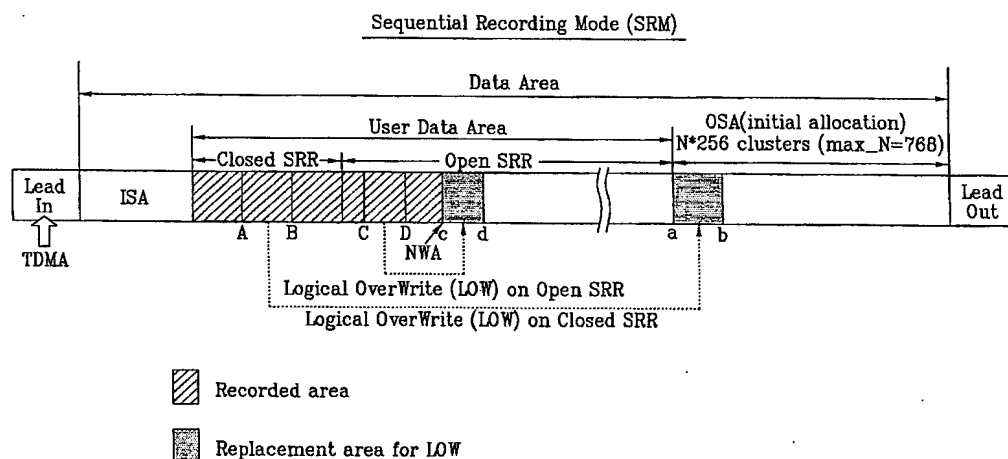 Sequential Recording Mode (SRM)
Data Area
User Data Area
OSA(initial allocation)
N*256 clusters (max_N=768)
Closed SRR
Open SRR
Lead In
ISA
Lead Out
A
B
C
D
c
d
a
b
NWA
TDMA
Logical OverWrite (LOW) on Open SRR
Logical OverWrite (LOW) on Closed SRR
Recorded area
Replacement area for LOW